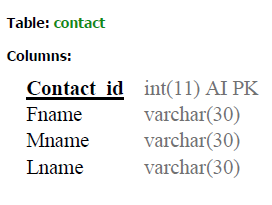 Table: contact
Columns:
Contact_id int(11) AI PK
Fname varchar(30)
Mname varchar(30)
Lname varchar(30)